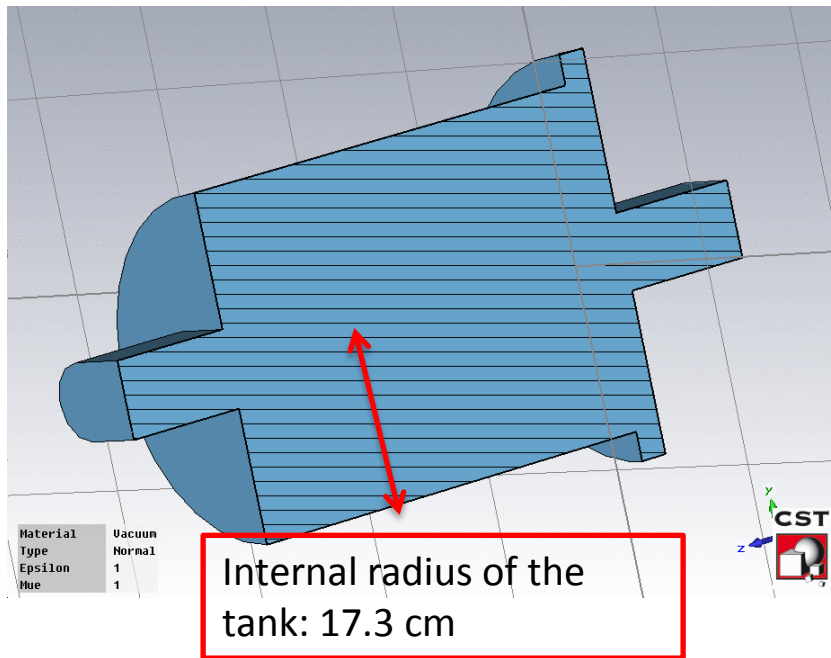 y
CST
z
Material Vacuum
Type Normal
Epsilon 1
Mue 1
Internal radius of the
tank: 17.3 cm